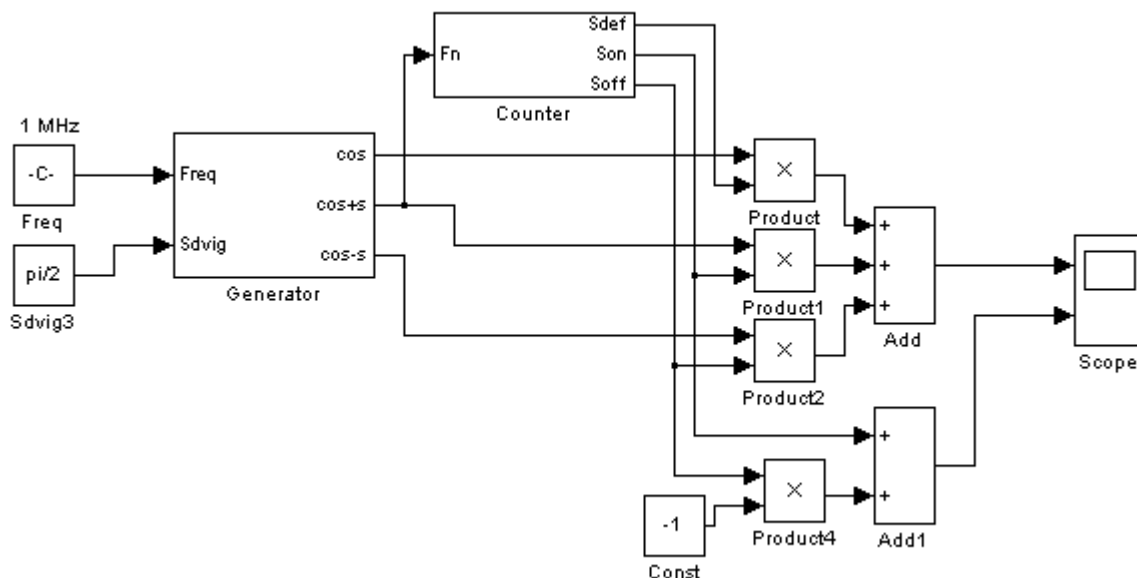 Sdef
Fn
Son
Soff
Counter
1 MHz
-C-
Freq
Freq
cos
cos+s
cos-s
Sdvig
Generator
pi/2
Sdvig3
×
Product
×
Product1
×
Product2
+
+
+
Add
Scope
+
+
Add1
×
Product4
-1
Const